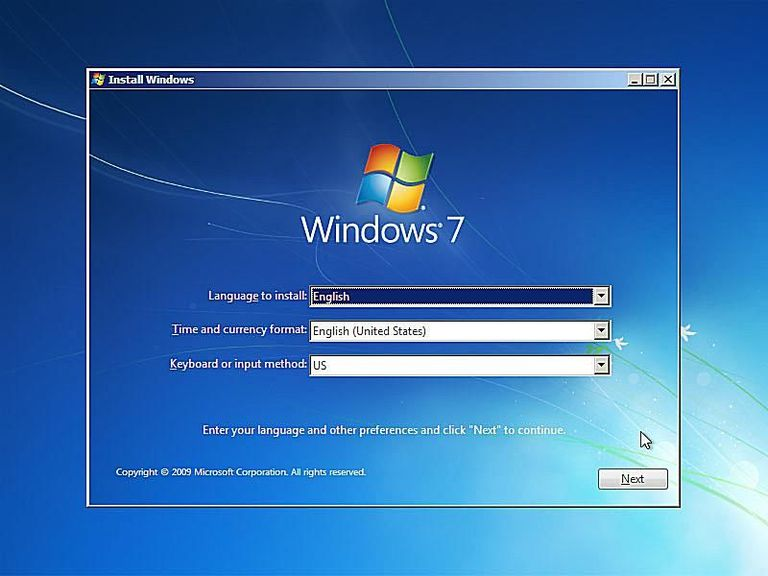 Install Windows
Windows® 7
Language to install: English
Time and currency format: English (United States)
Keyboard or input method: US
Enter your language and other preferences and click "Next" to continue.
Copyright © 2009 Microsoft Corporation. All rights reserved.
Next